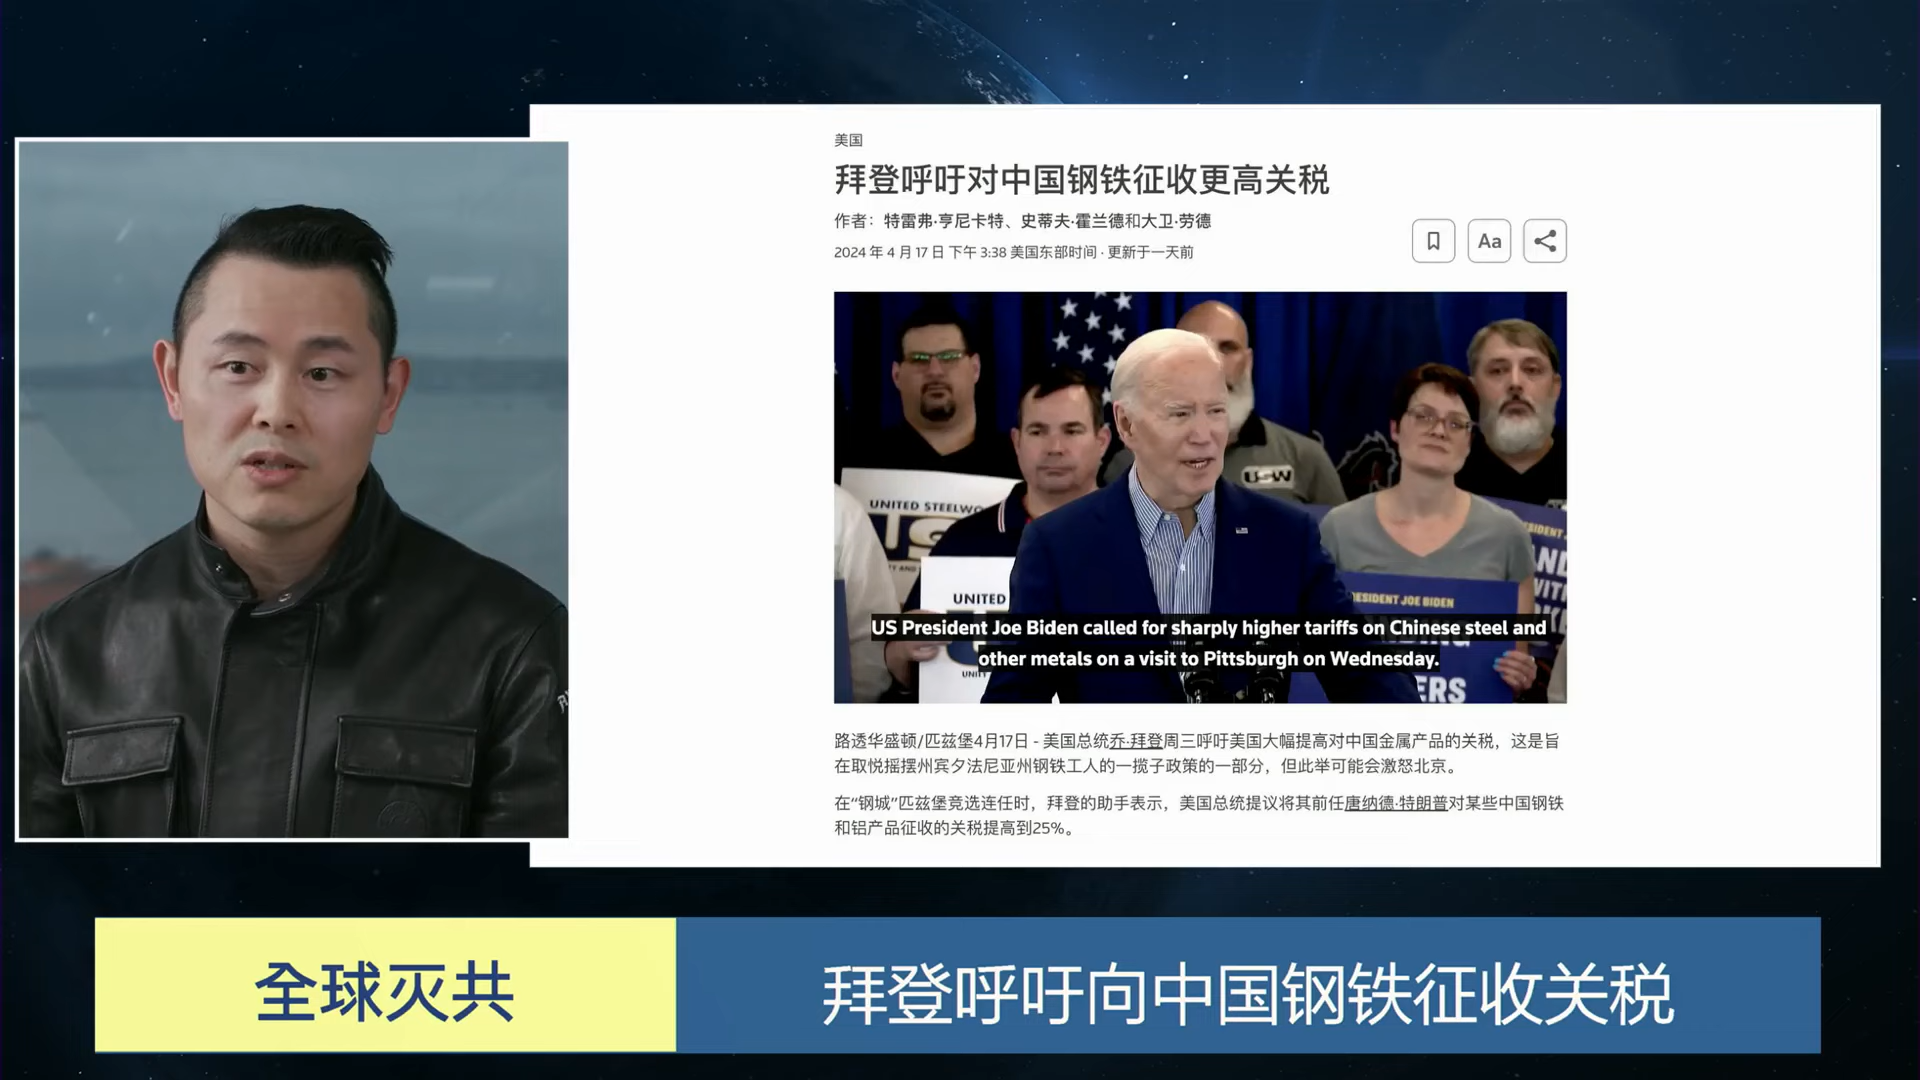 美国
拜登呼吁对中国钢铁征收更高关税
作者：特雷弗·亨尼卡特、史蒂夫·霍兰德和大卫·劳德
2024 年 4 月 17 日 下午 3:38 美国东部时间 · 更新于一天前
Aa
USW
UNITED STEELWO
UNITED
PRESIDENT JOE BIDEN
US President Joe Biden called for sharply higher tariffs on Chinese steel and
other metals on a visit to Pittsburgh on Wednesday.
ERS
路透华盛顿/匹兹堡4月17日 - 美国总统乔·拜登周三呼吁美国大幅提高对中国金属产品的关税，这是旨
在取悦摇摆州宾夕法尼亚州钢铁工人的一揽子政策的一部分，但此举可能会激怒北京。
在“钢城”匹兹堡竞选连任时，拜登的助手表示，美国总统提议将其前任唐纳德·特朗普对某些中国钢铁
和铝产品征收的关税提高到25%。
全球灭共
拜登呼吁向中国钢铁征收关税